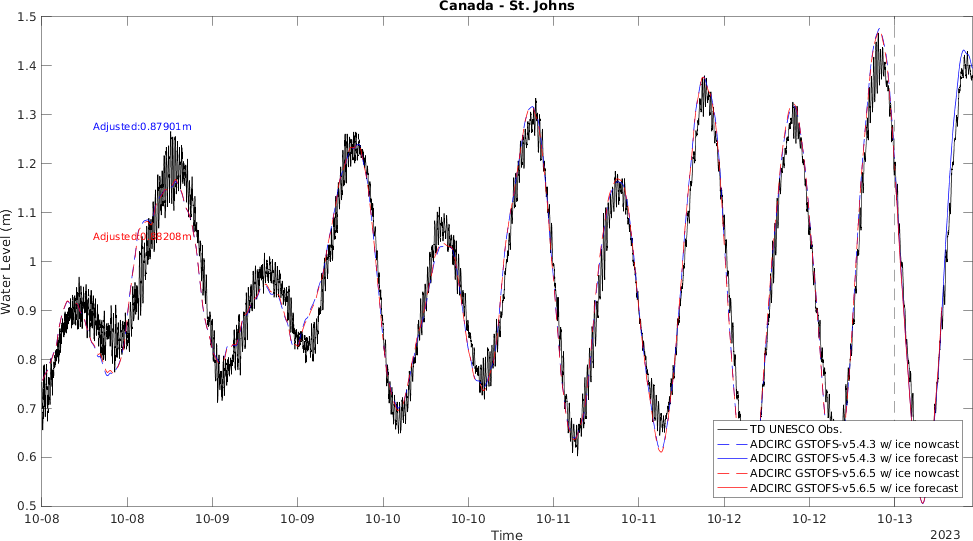 Canada - St. Johns
1.5
1.4
1.3
1.2
1.1
1
0.9
0.8
0.7
0.6
0.5
Water Level (m)
Adjusted:0.87901m
Adjusted:0.88208m
TD UNESCO Obs.
ADCIRC GSTOFS-v5.4.3 w/ ice nowcast
ADCIRC GSTOFS-v5.4.3 w/ ice forecast
ADCIRC GSTOFS-v5.6.5 w/ ice nowcast
ADCIRC GSTOFS-v5.6.5 w/ ice forecast
10-08 10-08 10-09 10-09 10-10 10-10 10-11 10-11 10-12 10-12 10-13
Time
2023